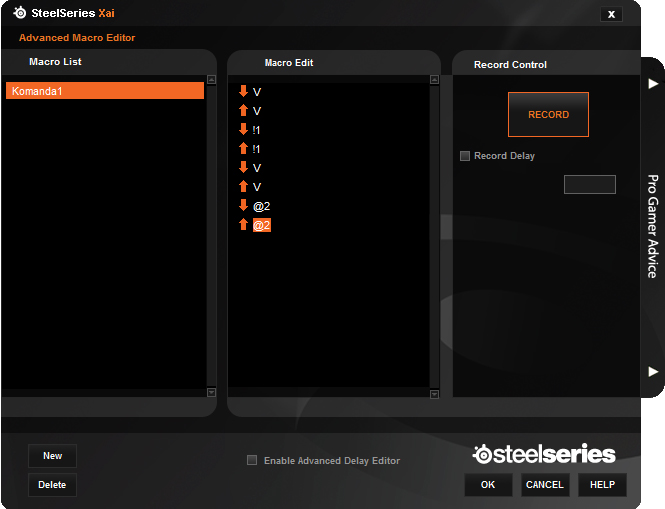 SteelSeries Xai
X
Advanced Macro Editor
Macro List
Komanda1
Macro Edit
V
V
!1
!1
V
V
@2
@2
Record Control
RECORD
Record Delay
Pro Gamer Advice
New
Delete
Enable Advanced Delay Editor
steelseries
OK
CANCEL
HELP